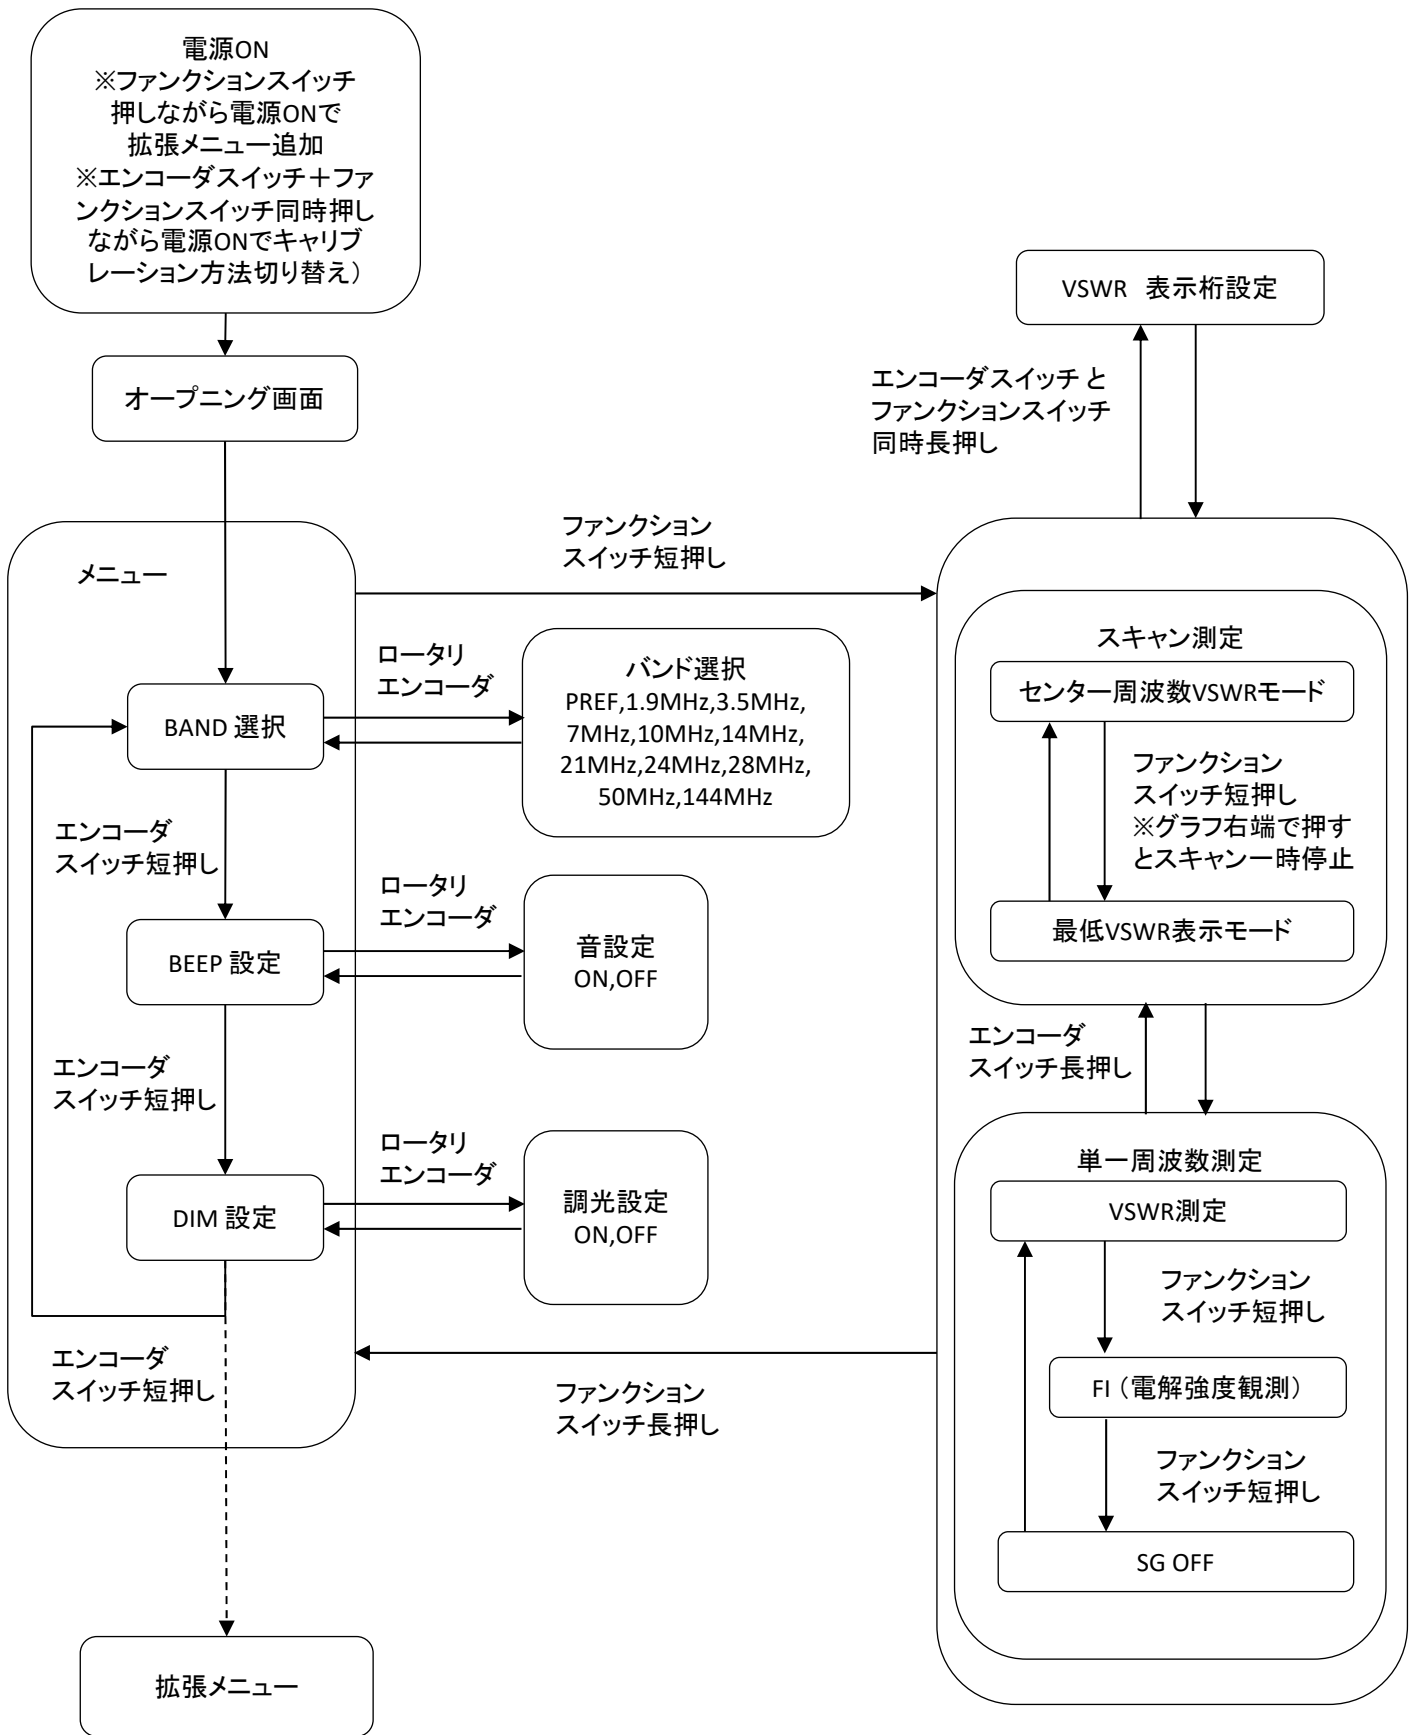 電源ON
※ファンクションスイッチ
押しながら電源ONで
拡張メニュー追加
※エンコーダスイッチ＋ファ
ンクションスイッチ同時押し
ながら電源ONでキャリブ
レーション方法切り替え）
オープニング画面
メニュー
BAND 選択
エンコーダ
スイッチ短押し
BEEP 設定
エンコーダ
スイッチ短押し
DIM 設定
エンコーダ
スイッチ短押し
拡張メニュー
ファンクション
スイッチ短押し
ロータリ
エンコーダ
バンド選択
PREF,1.9MHz,3.5MHz,
7MHz,10MHz,14MHz,
21MHz,24MHz,28MHz,
50MHz,144MHz
ロータリ
エンコーダ
音設定
ON,OFF
ロータリ
エンコーダ
調光設定
ON,OFF
ファンクション
スイッチ長押し
VSWR　表示桁設定
エンコーダスイッチ と
ファンクションスイッチ
同時長押し
スキャン測定
センター周波数VSWRモード
ファンクション
スイッチ短押し
※グラフ右端で押す
とスキャン一時停止
最低VSWR表示モード
エンコーダ
スイッチ長押し
単一周波数測定
VSWR測定
ファンクション
スイッチ短押し
FI（電解強度観測）
ファンクション
スイッチ短押し
SG OFF